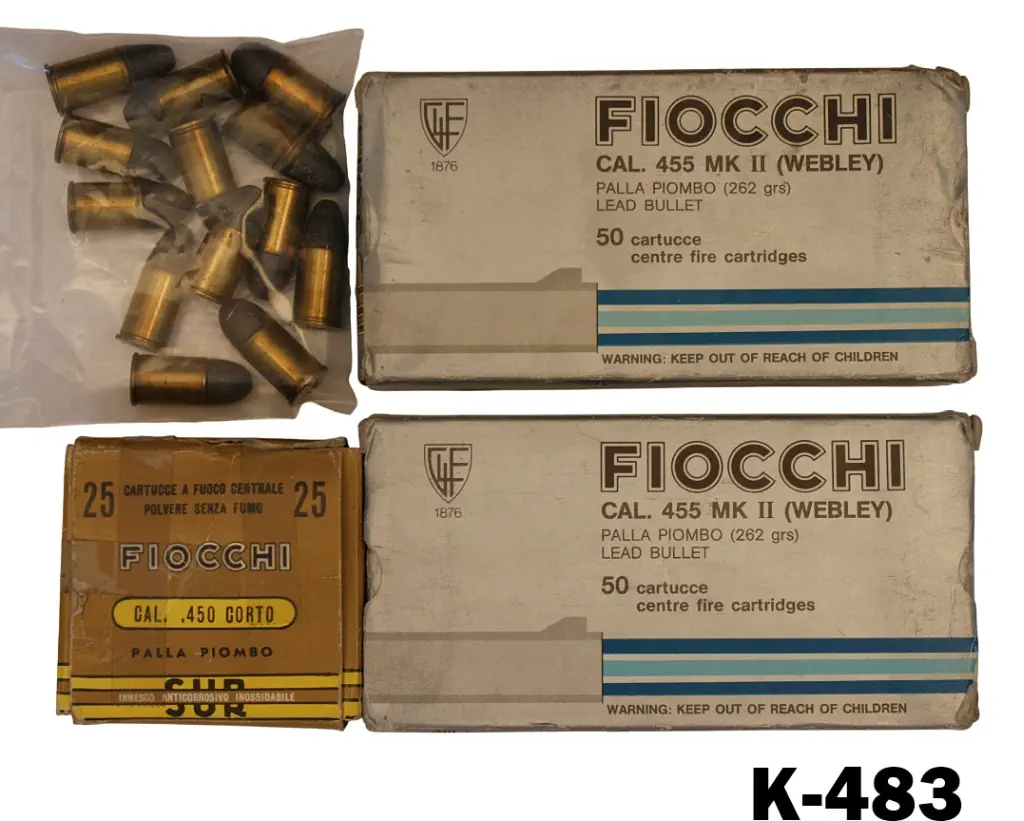 GFL
1876
FIOCCHI
CAL. 455 MK II (WEBLEY)
PALLA PIOMBO (262 grs)
LEAD BULLET
50 cartucce
centre fire cartridges
WARNING: KEEP OUT OF REACH OF CHILDREN
25 CARTUCCE A FUOCO CENTRALE 25
POLVERE SENZA FUMO
FIOCCHI
CAL. .450 CORTO
PALLA PIOMBO
INNESCO ANTICORROSIVO INOSSIDABILE
1876
FIOCCHI
CAL. 455 MK II (WEBLEY)
PALLA PIOMBO (262 grs)
LEAD BULLET
50 cartucce
centre fire cartridges
WARNING: KEEP OUT OF REACH OF CHILDREN
K-483